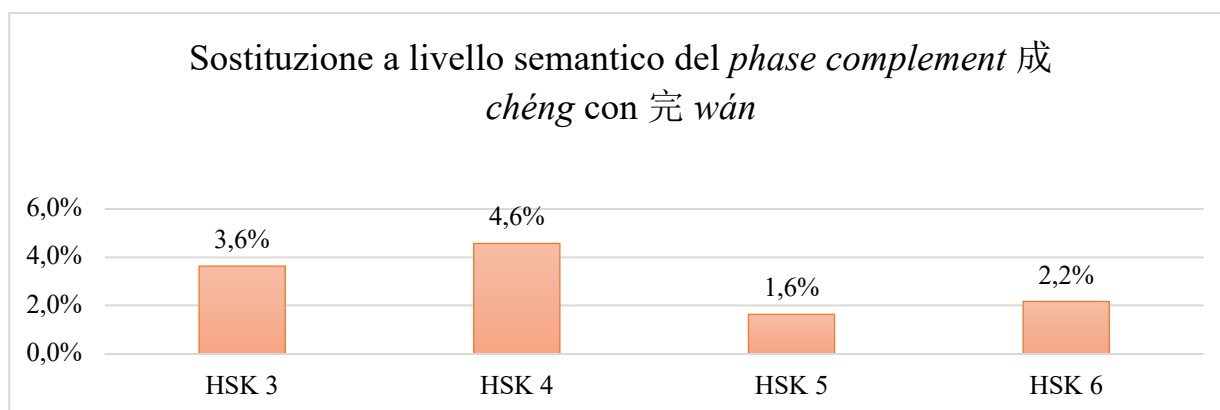 Sostituzione a livello semantico del phase complement 成
chéng con 完 wán
6,0%
4,0%
2,0%
0,0%
3,6%
4,6%
1,6%
2,2%
HSK 3
HSK 4
HSK 5
HSK 6